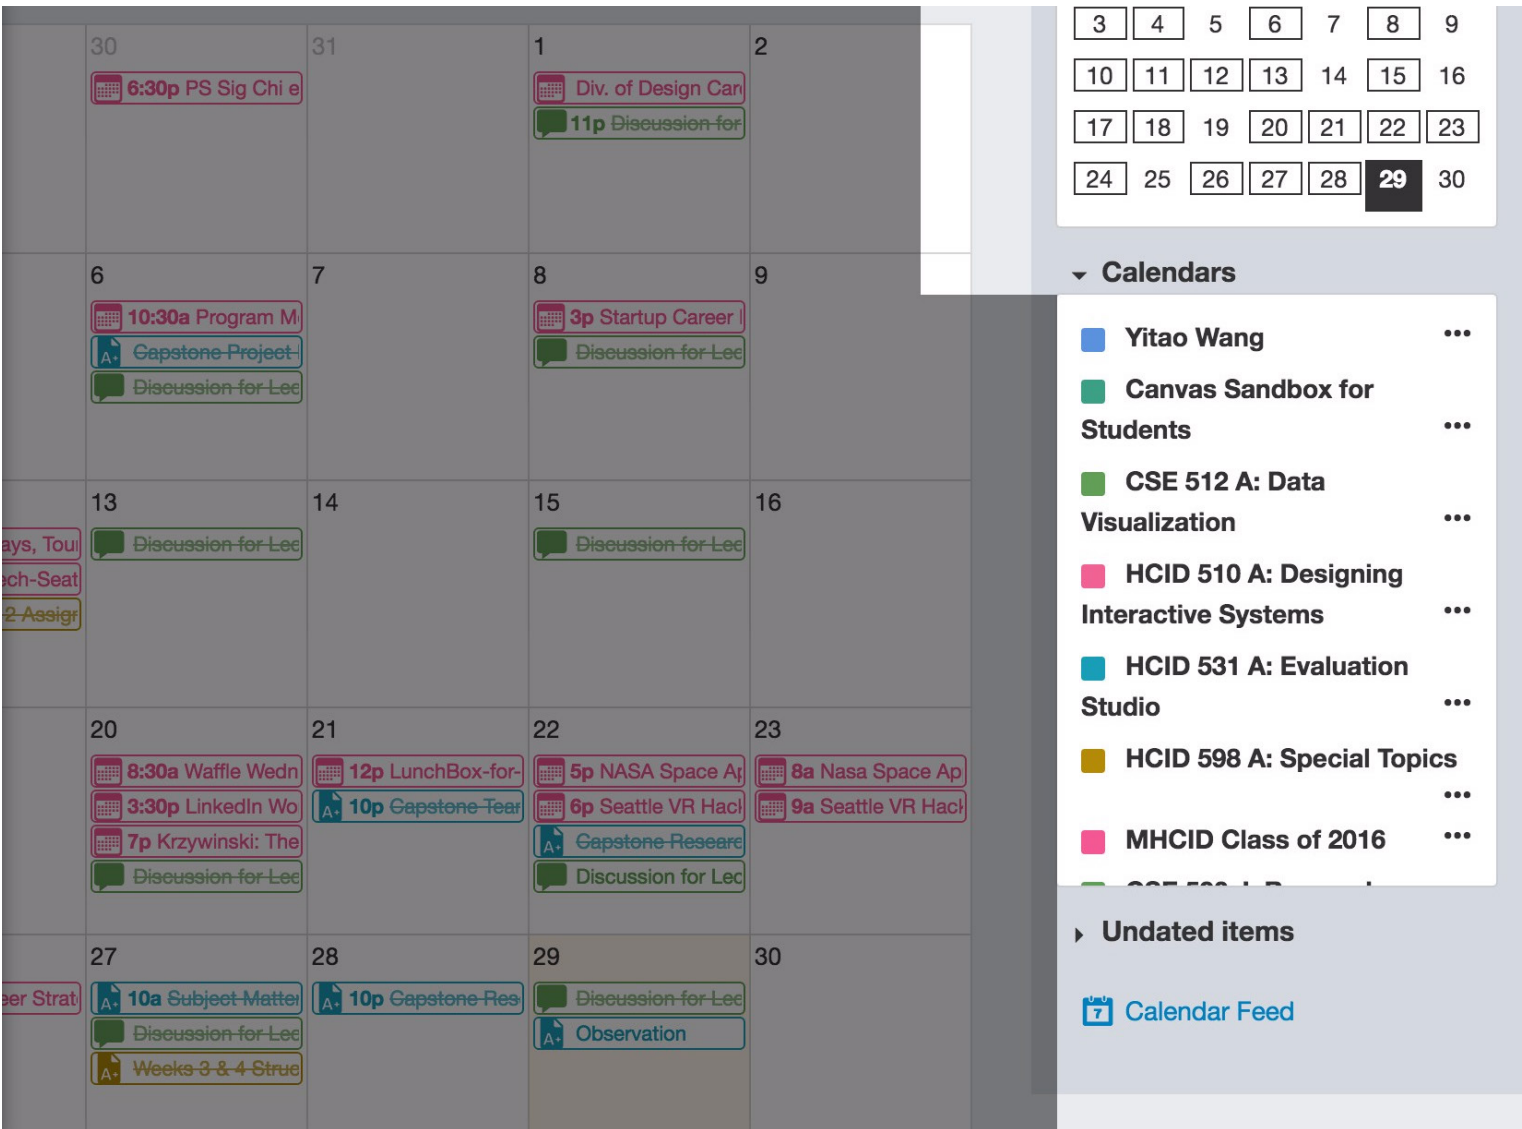 30
31
1
2
6:30p PS Sig Chi e
Div. of Design Car
11p Discussion for
6
7
8
9
10:30a Program M
3p Startup Career
Capstone Project
Discussion for Lec
Discussion for Lec
13
14
15
16
ays, Tou
Discussion for Lec
Discussion for Lec
ech-Seat
2 Assigr
20
21
22
23
8:30a Waffle Wedn
12p LunchBox-for-
5p NASA Space Ap
8a Nasa Space Ap
3:30p LinkedIn Wo
10p Capstone Tear
6p Seattle VR Hack
9a Seattle VR Hack
7p Krzywinski: The
Capstone Researc
Discussion for Lec
Discussion for Lec
27
28
29
30
eer Strat
10a Subject Matter
10p Capstone Res
Discussion for Lec
Discussion for Lec
Observation
Weeks 3 & 4 Struc
3 4 5 6 7 8 9
10 11 12 13 14 15 16
17 18 19 20 21 22 23
24 25 26 27 28 29 30
Calendars
Yitao Wang
Canvas Sandbox for
Students
CSE 512 A: Data
Visualization
HCID 510 A: Designing
Interactive Systems
HCID 531 A: Evaluation
Studio
HCID 598 A: Special Topics
MHCID Class of 2016
Undated items
7 Calendar Feed